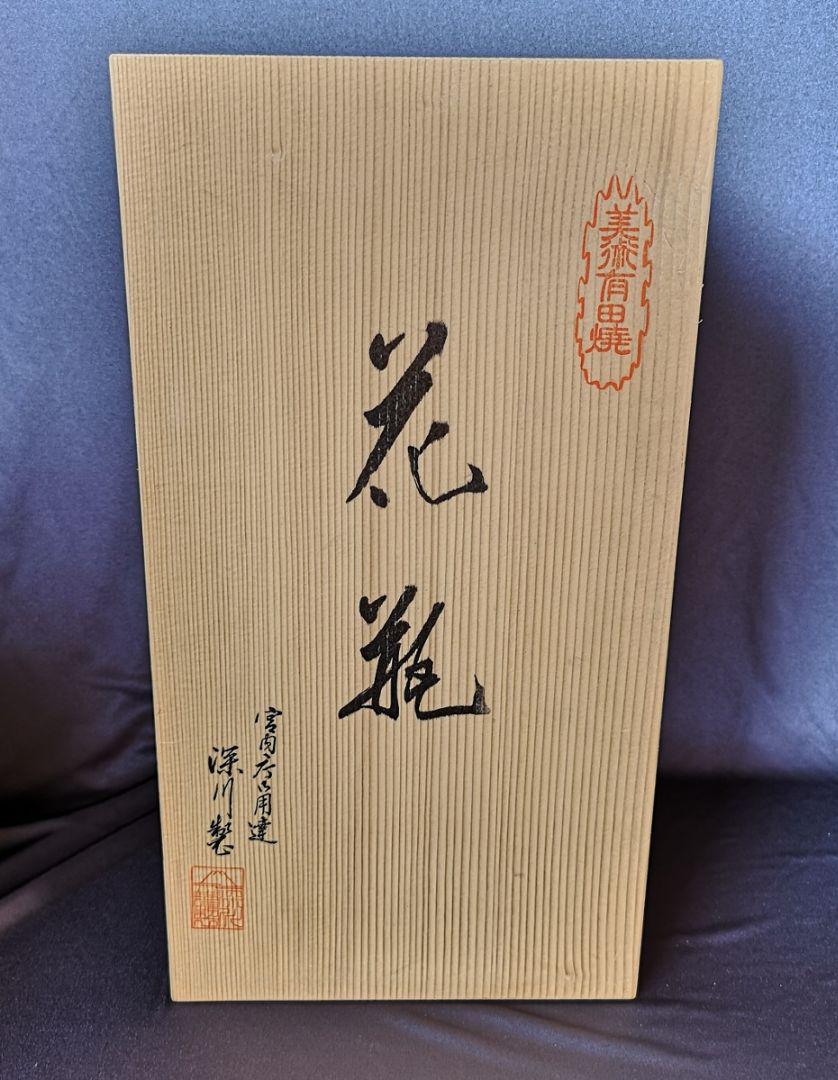 美術有田焼
花瓶
宮内庁御用達
深川製